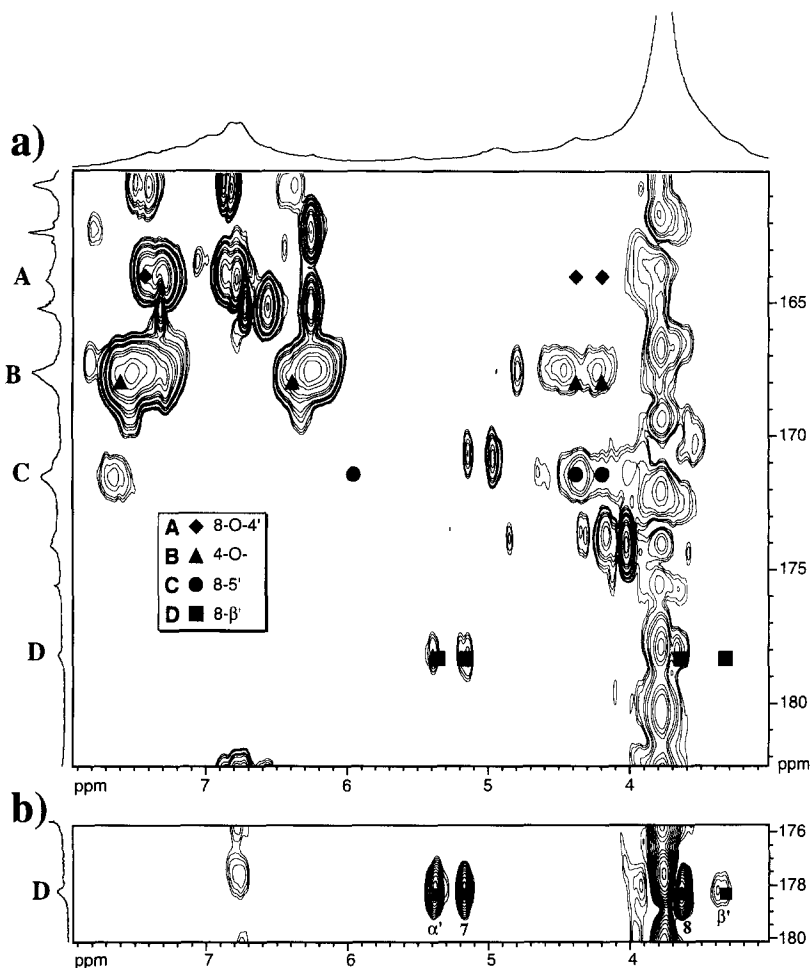 a)
A
B
C
D
165
170
175
180
ppm
A ◆ 8-O-4'
B ▲ 4-O-
C ● 8-5'
D ■ 8-β'
ppm 7 6 5 4
b)
D
176
178
180
α' 7 8 β'
ppm 7 6 5 4